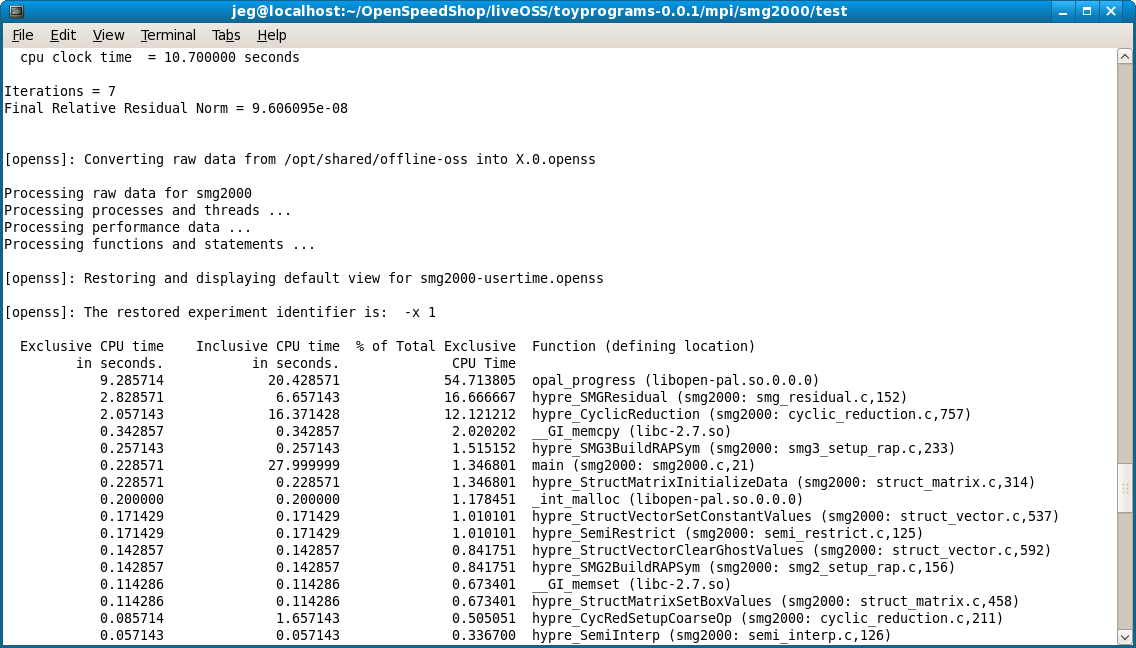 jeg@localhost:~/OpenSpeedShop/liveOSS/toyprograms-0.0.1/mpi/smg2000/test
File Edit View Terminal Tabs Help
cpu clock time  = 10.700000 seconds
Iterations = 7
Final Relative Residual Norm = 9.606095e-08
[openss]: Converting raw data from /opt/shared/offline-oss into X.0.openss
Processing raw data for smg2000
Processing processes and threads ...
Processing performance data ...
Processing functions and statements ...
[openss]: Restoring and displaying default view for smg2000-usertime.openss
[openss]: The restored experiment identifier is:  -x 1
Exclusive CPU time    Inclusive CPU time  % of Total Exclusive  Function (defining location)
in seconds.           in seconds.              CPU Time
9.285714             20.428571             54.713805  opal_progress (libopen-pal.so.0.0.0)
2.828571              6.657143             16.666667  hypre_SMGResidual (smg2000: smg_residual.c,152)
2.057143             16.371428             12.121212  hypre_CyclicReduction (smg2000: cyclic_reduction.c,757)
0.342857              0.342857              2.020202  __GI_memcpy (libc-2.7.so)
0.257143              0.257143              1.515152  hypre_SMG3BuildRAPSym (smg2000: smg3_setup_rap.c,233)
0.228571             27.999999              1.346801  main (smg2000: smg2000.c,21)
0.228571              0.228571              1.346801  hypre_StructMatrixInitializeData (smg2000: struct_matrix.c,314)
0.200000              0.200000              1.178451  _int_malloc (libopen-pal.so.0.0.0)
0.171429              0.171429              1.010101  hypre_StructVectorSetConstantValues (smg2000: struct_vector.c,537)
0.171429              0.171429              1.010101  hypre_SemiRestrict (smg2000: semi_restrict.c,125)
0.142857              0.142857              0.841751  hypre_StructVectorClearGhostValues (smg2000: struct_vector.c,592)
0.142857              0.142857              0.841751  hypre_SMG2BuildRAPSym (smg2000: smg2_setup_rap.c,156)
0.114286              0.114286              0.673401  __GI_memset (libc-2.7.so)
0.114286              0.114286              0.673401  hypre_StructMatrixSetBoxValues (smg2000: struct_matrix.c,458)
0.085714              1.657143              0.505051  hypre_CycRedSetupCoarseOp (smg2000: cyclic_reduction.c,211)
0.057143              0.057143              0.336700  hypre_SemiInterp (smg2000: semi_interp.c,126)